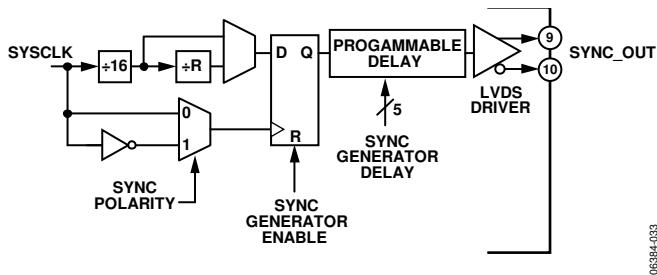 SYSCLK
÷16
÷R
D Q
R
0
1
SYNC
POLARITY
SYNC
GENERATOR
ENABLE
PROGAMMABLE
DELAY
5
SYNC
GENERATOR
DELAY
LVDS
DRIVER
9
10
SYNC_OUT
06384-033